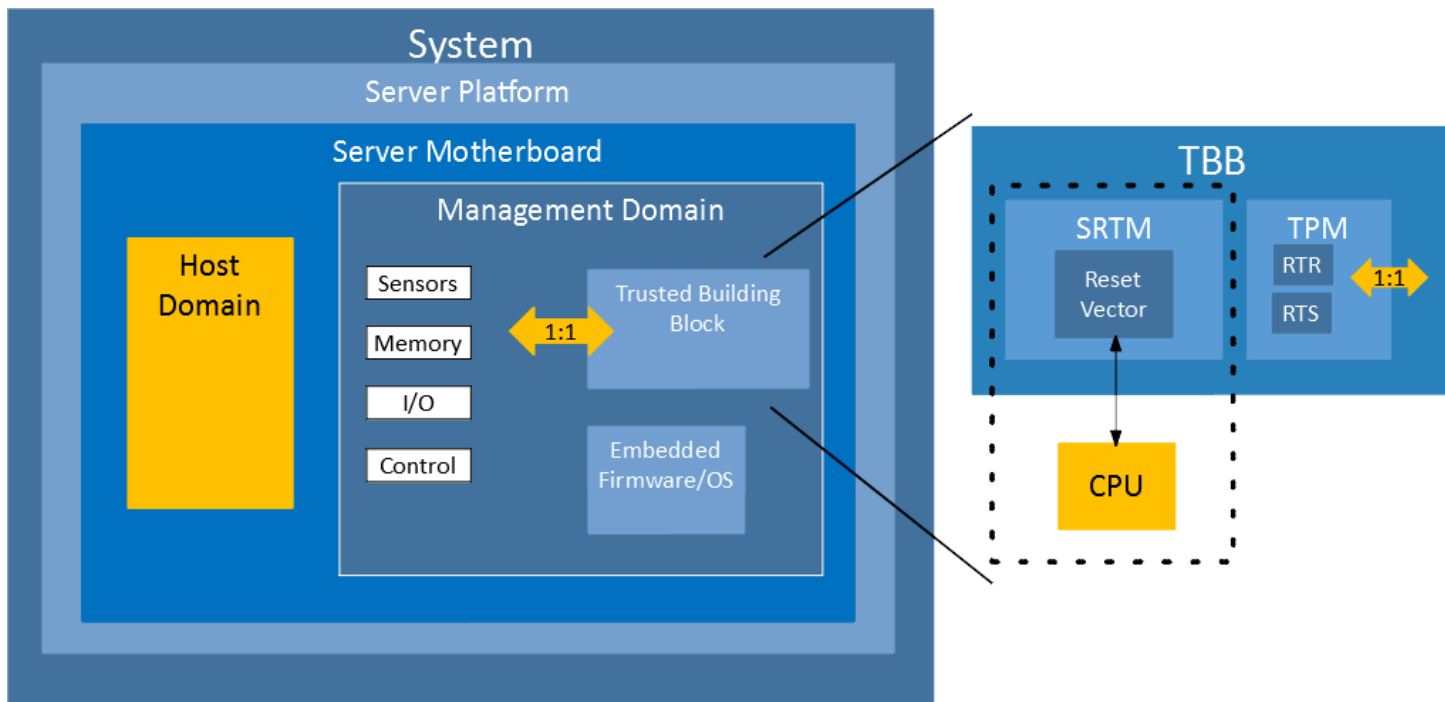 System
Server Platform
Server Motherboard
Management Domain
Host
Domain
Sensors
Memory
I/O
Control
1:1
Trusted Building
Block
Embedded
Firmware/OS
TBB
SRTM
Reset
Vector
CPU
TPM
RTR
RTS
1:1